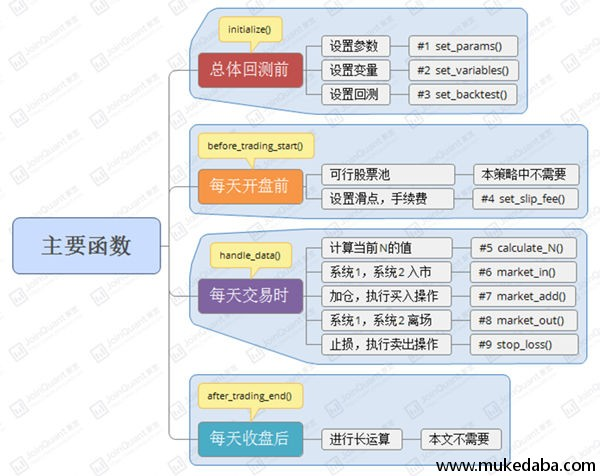 主要函数
initialize()
总体回测前
设置参数
#1 set_params()
设置变量
#2 set_variables()
设置回测
#3 set_backtest()
before_trading_start()
每天开盘前
可行股票池
本策略中不需要
设置滑点，手续费
#4 set_slip_fee()
handle_data()
每天交易时
计算当前N的值
#5 calculate_N()
系统1，系统2 入市
#6 market_in()
加仓，执行买入操作
#7 market_add()
系统1，系统2 离场
#8 market_out()
止损，执行卖出操作
#9 stop_loss()
after_trading_end()
每天收盘后
进行长运算
本文不需要
www.mukedaba.com